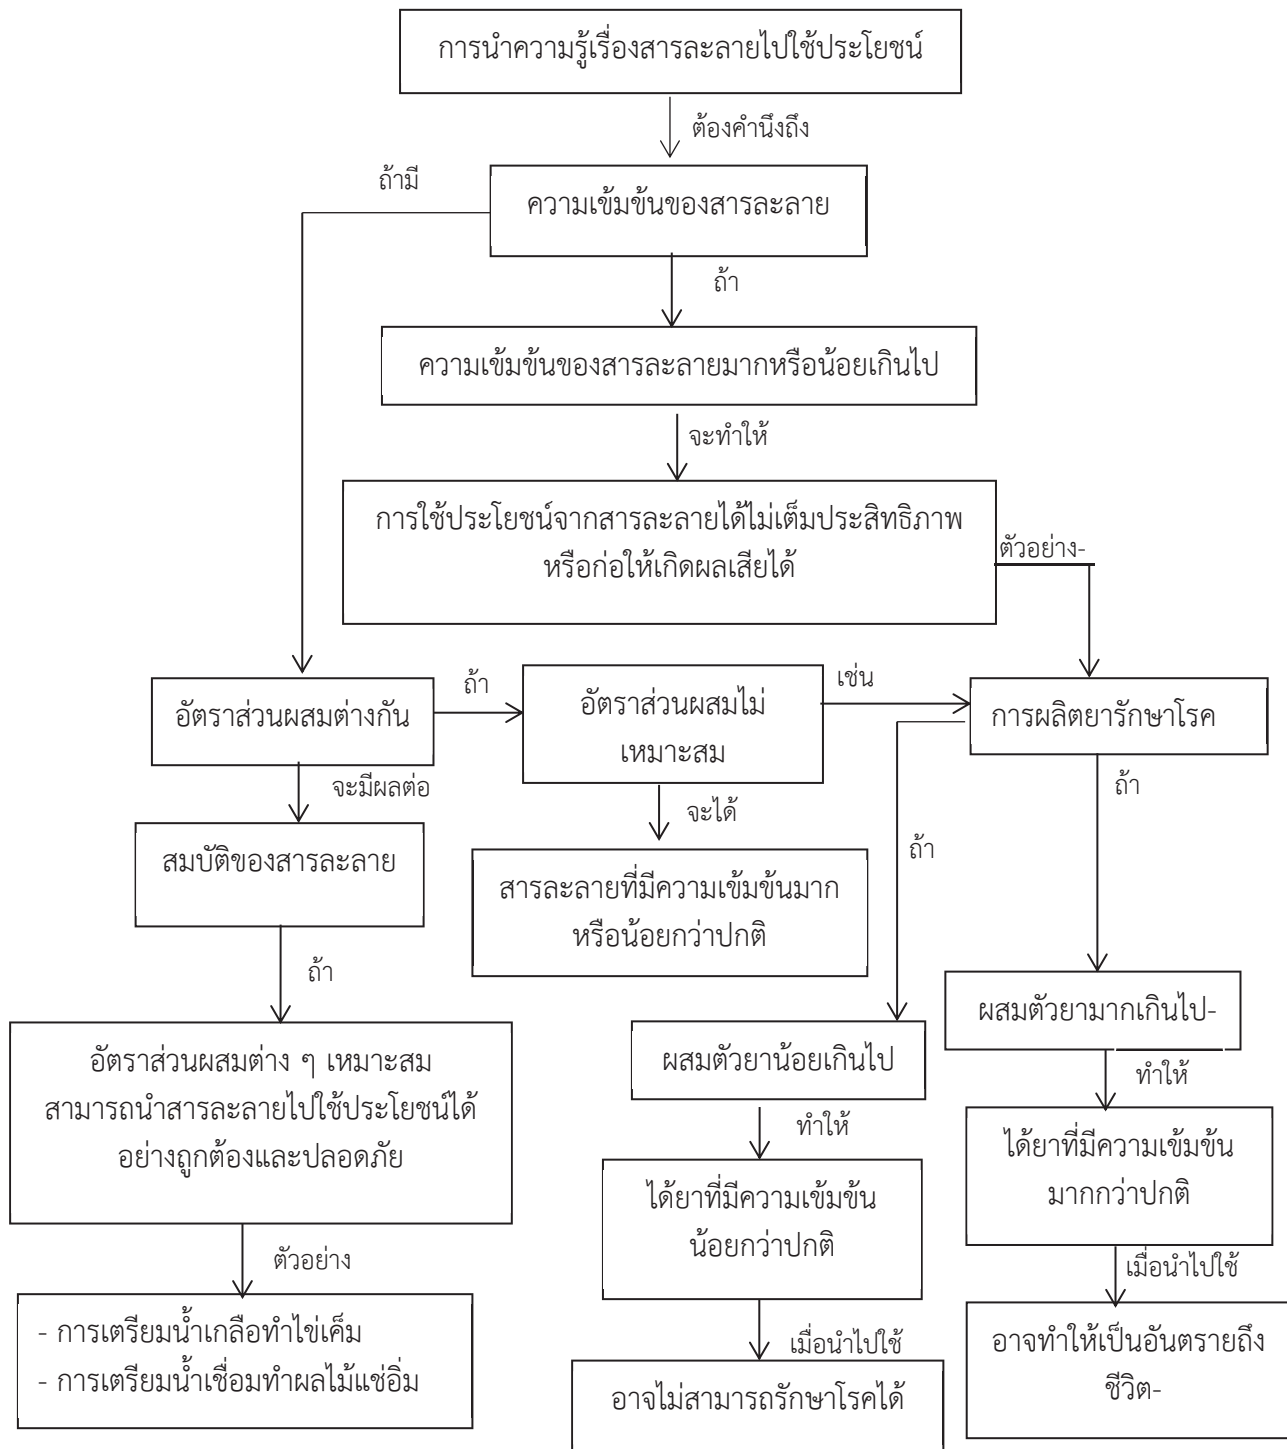 การนำความรู้เรื่องสารละลายไปใช้ประโยชน์
ต้องคำนึงถึง
ถ้ามี
ความเข้มข้นของสารละลาย
ถ้า
ความเข้มข้นของสารละลายมากหรือน้อยเกินไป
จะทำให้
การใช้ประโยชน์จากสารละลายได้ไม่เต็มประสิทธิภาพ
หรือก่อให้เกิดผลเสียได้
ตัวอย่าง-
อัตราส่วนผสมต่างกัน
ถ้า
อัตราส่วนผสมไม่
เหมาะสม
เช่น
การผลิตยารักษาโรค
จะมีผลต่อ
จะได้
ถ้า
ถ้า
สมบัติของสารละลาย
สารละลายที่มีความเข้มข้นมาก
หรือน้อยกว่าปกติ
ถ้า
ผสมตัวยามากเกินไป-
อัตราส่วนผสมต่าง ๆ เหมาะสม
สามารถนำสารละลายไปใช้ประโยชน์ได้
อย่างถูกต้องและปลอดภัย
ผสมตัวยาน้อยเกินไป
ทำให้
ทำให้
ได้ยาที่มีความเข้มข้น
มากกว่าปกติ
ได้ยาที่มีความเข้มข้น
น้อยกว่าปกติ
ตัวอย่าง
เมื่อนำไปใช้
- การเตรียมน้ำเกลือทำไข่เค็ม
- การเตรียมน้ำเชื่อมทำผลไม้แช่อิ่ม
เมื่อนำไปใช้
อาจทำให้เป็นอันตรายถึง
ชีวิต-
อาจไม่สามารถรักษาโรคได้